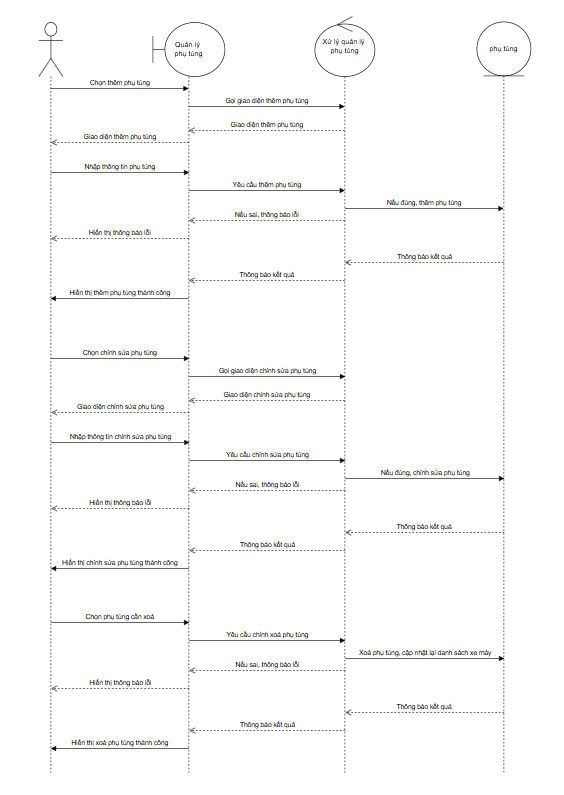 Quản lý
phụ tùng
Xử lý quản lý
phụ tùng
phụ tùng
Chọn thêm phụ tùng
Gọi giao diện thêm phụ tùng
Giao diện thêm phụ tùng
Giao diện thêm phụ tùng
Nhập thông tin phụ tùng
Yêu cầu thêm phụ tùng
Nếu đúng, thêm phụ tùng
Nếu sai, thông báo lỗi
Hiển thị thông báo lỗi
Thông báo kết quả
Thông báo kết quả
Hiển thị thêm phụ tùng thành công
Chọn chỉnh sửa phụ tùng
Gọi giao diện chỉnh sửa phụ tùng
Giao diện chỉnh sửa phụ tùng
Giao diện chỉnh sửa phụ tùng
Nhập thông tin chỉnh sửa phụ tùng
Yêu cầu chỉnh sửa phụ tùng
Nếu đúng, chỉnh sửa phụ tùng
Nếu sai, thông báo lỗi
Hiển thị thông báo lỗi
Thông báo kết quả
Thông báo kết quả
Hiển thị chỉnh sửa phụ tùng thành công
Chọn phụ tùng cần xoá
Yêu cầu chỉnh xoá phụ tùng
Xoá phụ tùng, cập nhật lại danh sách xe máy
Nếu sai, thông báo lỗi
Hiển thị thông báo lỗi
Thông báo kết quả
Thông báo kết quả
Hiển thị xoá phụ tùng thành công